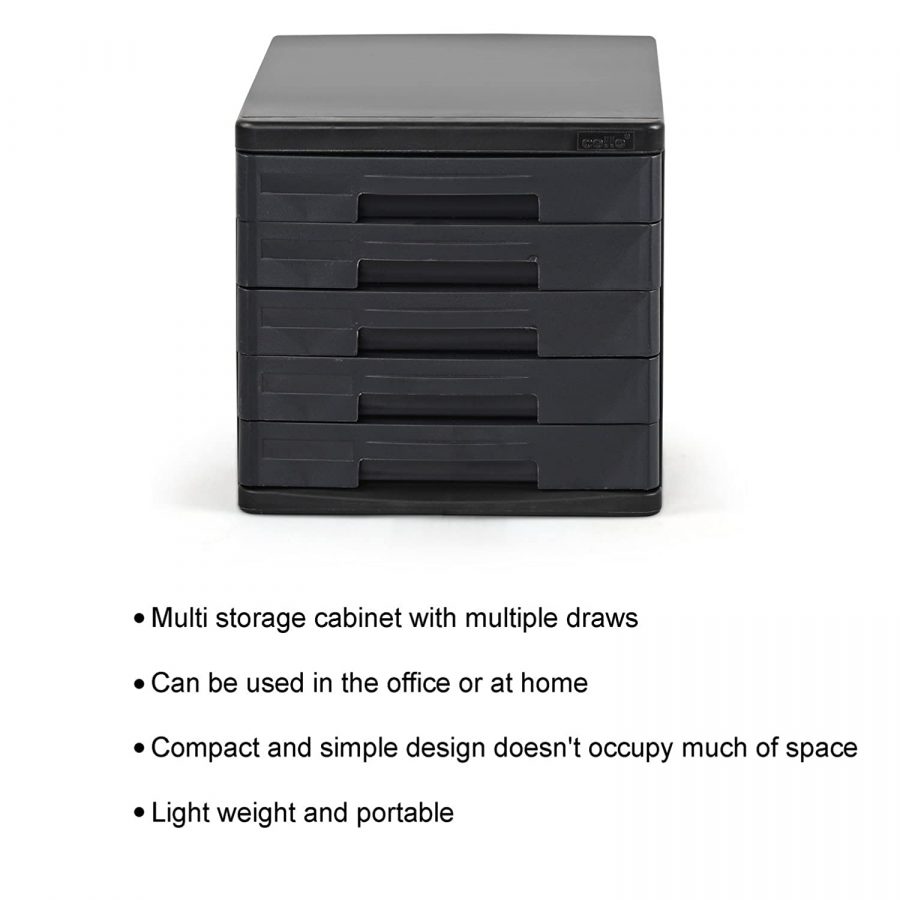 cello®
• Multi storage cabinet with multiple draws
• Can be used in the office or at home
• Compact and simple design doesn't occupy much of space
• Light weight and portable